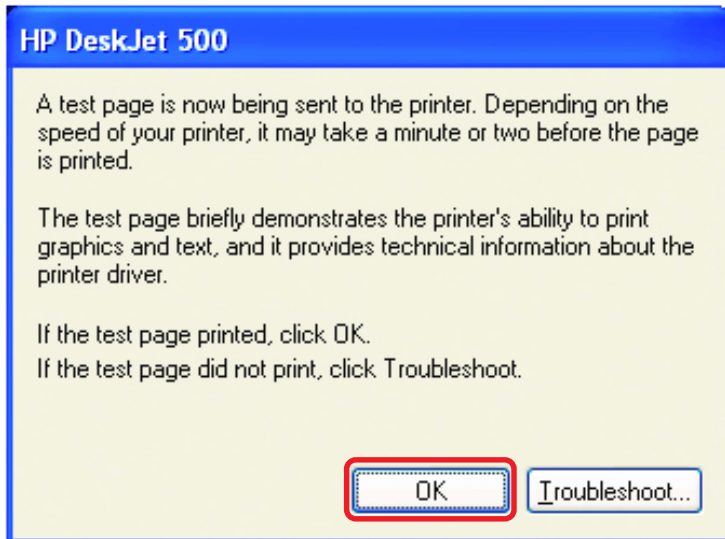 HP DeskJet 500
A test page is now being sent to the printer. Depending on the
speed of your printer, it may take a minute or two before the page
is printed.
The test page briefly demonstrates the printer's ability to print
graphics and text, and it provides technical information about the
printer driver.
If the test page printed, click OK.
If the test page did not print, click Troubleshoot.
OK
Troubleshoot...